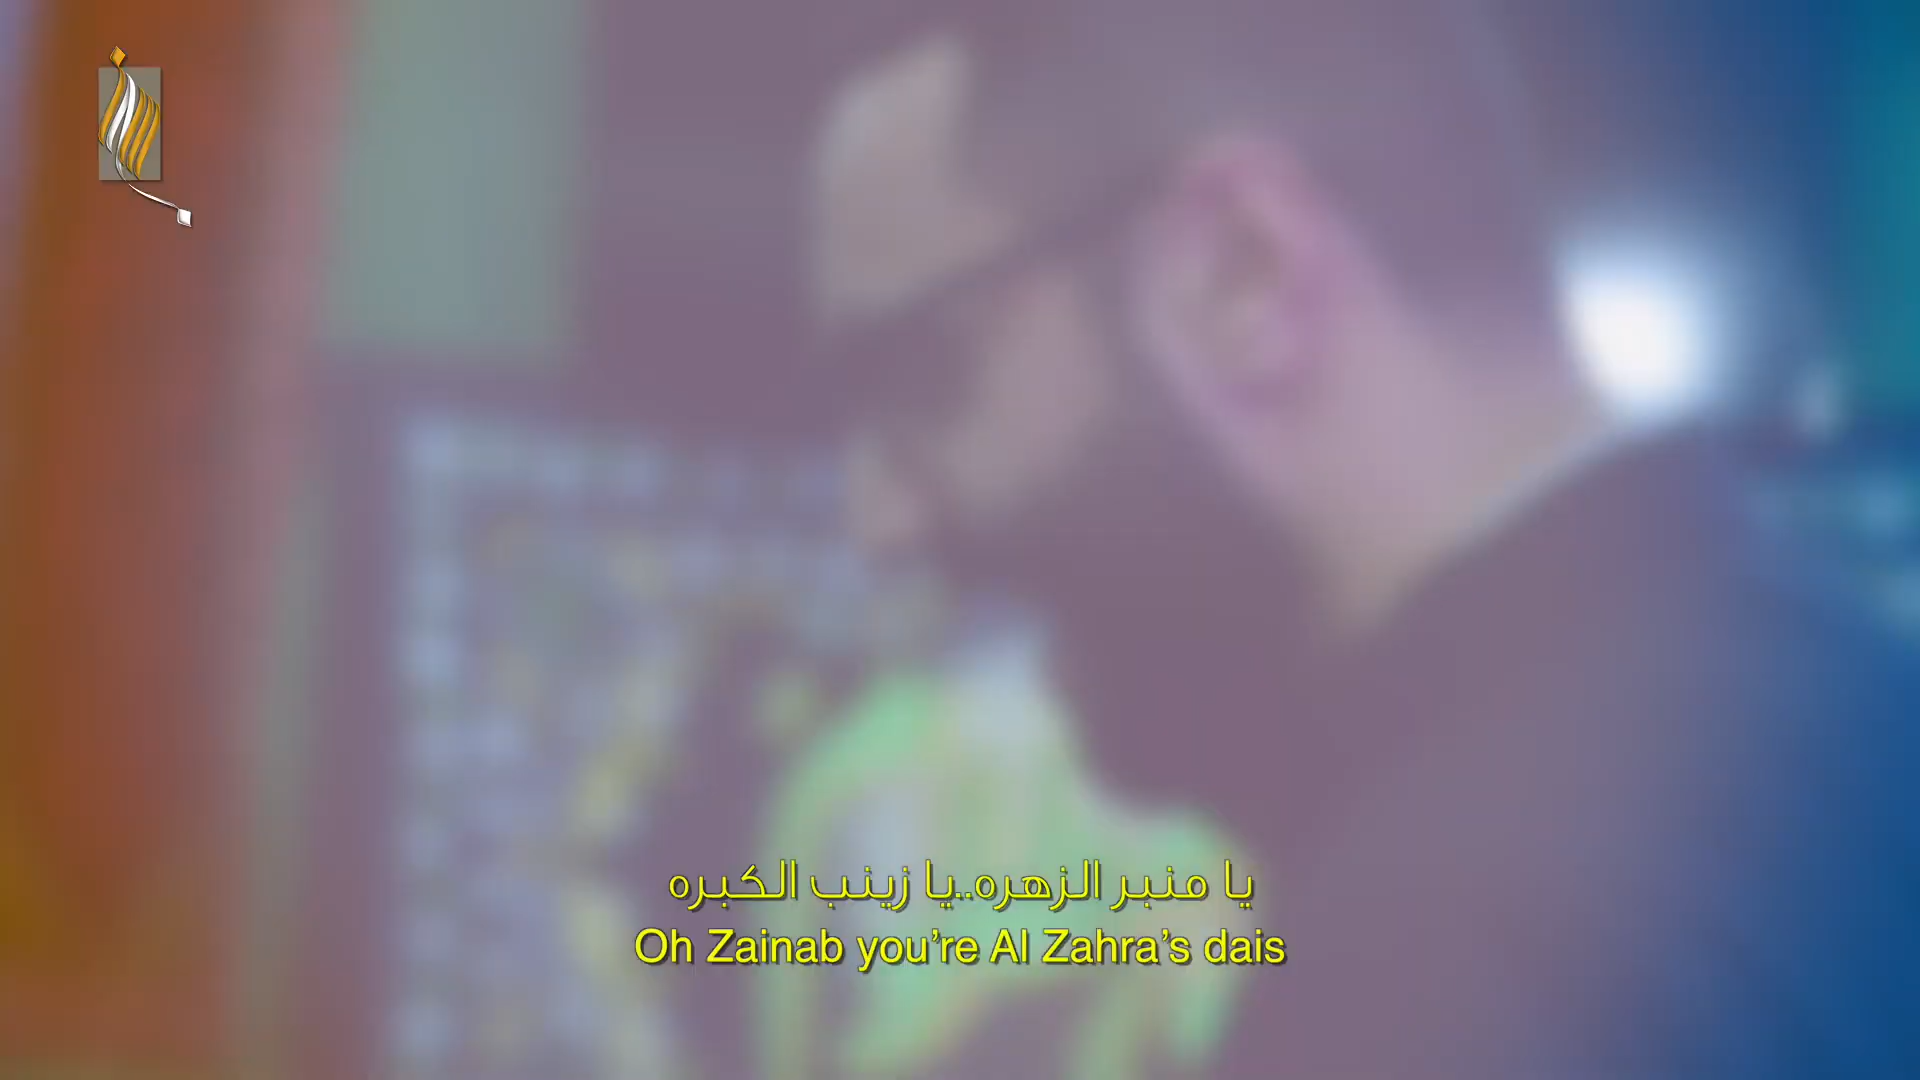 يا منبر الزهره..يا زينب الكبره
Oh Zainab you’re Al Zahra’s dais